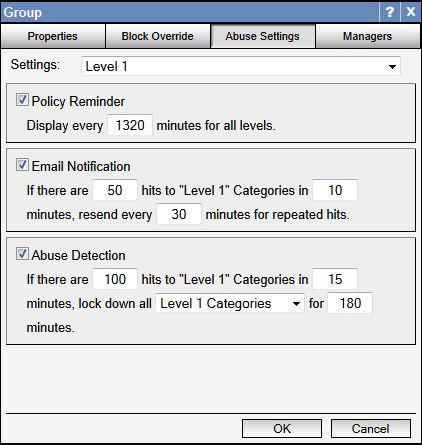 Group ? X
Properties Block Override Abuse Settings Managers
Settings: Level 1
Policy Reminder
Display every 1320 minutes for all levels.
Email Notification
If there are 50 hits to "Level 1" Categories in 10
minutes, resend every 30 minutes for repeated hits.
Abuse Detection
If there are 100 hits to "Level 1" Categories in 15
minutes, lock down all Level 1 Categories for 180
minutes.
OK Cancel